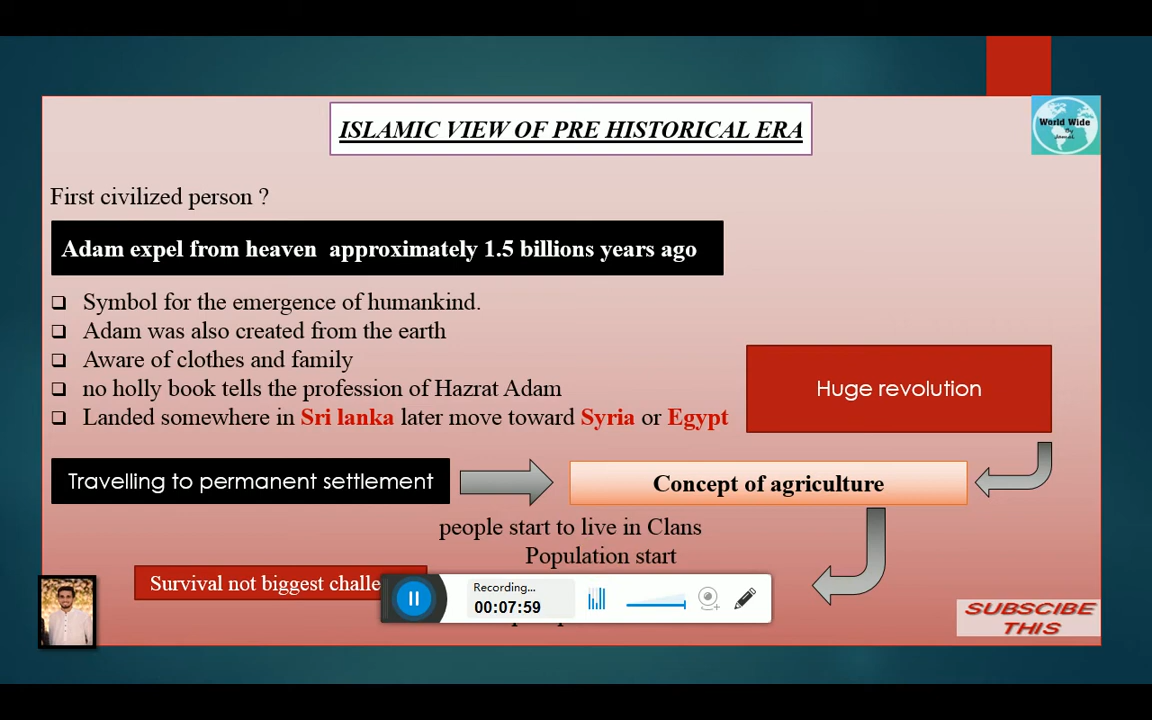 ISLAMIC VIEW OF PRE HISTORICAL ERA
World Wide
By
First civilized person ?
Adam expel from heaven approximately 1.5 billions years ago
Symbol for the emergence of humankind.
Adam was also created from the earth
Aware of clothes and family
no holly book tells the profession of Hazrat Adam
Landed somewhere in Sri lanka later move toward Syria or Egypt
Huge revolution
Travelling to permanent settlement
Concept of agriculture
people start to live in Clans
Population start
Survival not biggest
Recording...
00:07:59
SUBSCIBE
THIS